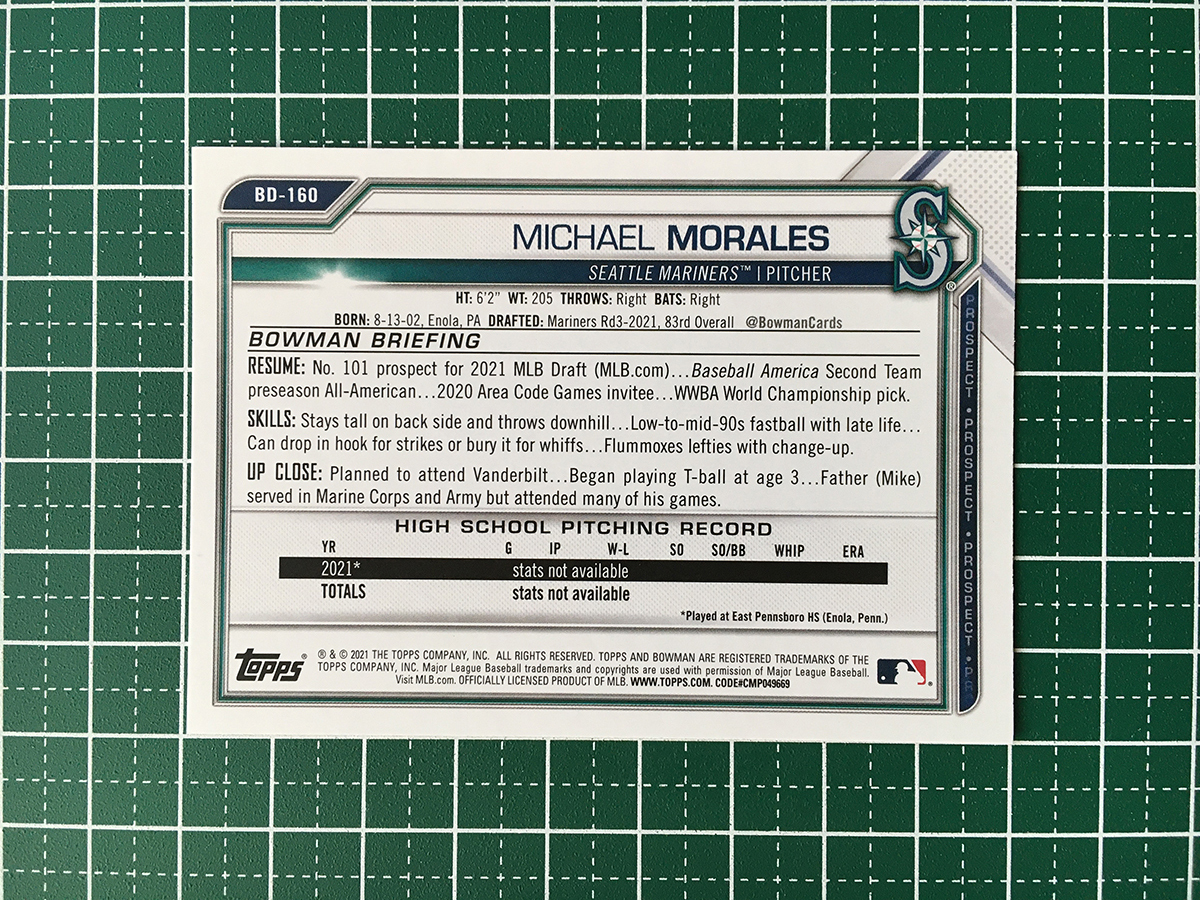 BD-160
MICHAEL MORALES
SEATTLE MARINERS™ | PITCHER
S
®
HT: 6'2" WT: 205 THROWS: Right BATS: Right
BORN: 8-13-02, Enola, PA DRAFTED: Mariners Rd3-2021, 83rd Overall @BowmanCards
BOWMAN BRIEFING
RESUME: No. 101 prospect for 2021 MLB Draft (MLB.com)...Baseball America Second Team
preseason All-American...2020 Area Code Games invitee...WWBA World Championship pick.
SKILLS: Stays tall on back side and throws downhill...Low-to-mid-90s fastball with late life...
Can drop in hook for strikes or bury it for whiffs...Flummoxes lefties with change-up.
UP CLOSE: Planned to attend Vanderbilt...Began playing T-ball at age 3...Father (Mike)
served in Marine Corps and Army but attended many of his games.
HIGH SCHOOL PITCHING RECORD
YR G IP W-L SO SO/BB WHIP ERA
2021* stats not available
TOTALS stats not available
*Played at East Pennsboro HS (Enola, Penn.)
topps®
® & © 2021 THE TOPPS COMPANY, INC. ALL RIGHTS RESERVED. TOPPS AND BOWMAN ARE REGISTERED TRADEMARKS OF THE
TOPPS COMPANY, INC. Major League Baseball trademarks and copyrights are used with permission of Major League Baseball.
Visit MLB.com. OFFICIALLY LICENSED PRODUCT OF MLB. WWW.TOPPS.COM. CODE#CMP049669
PROSPECT • PROSPECT • PROSPECT • PR